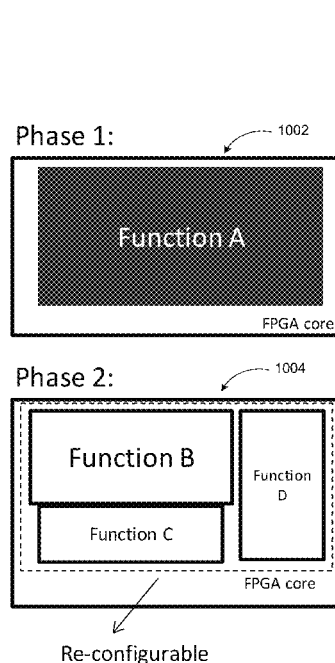 Phase 1:
1002
Function A
FPGA core
Phase 2:
1004
Function B
Function C
Function
D
FPGA core
Re-configurable